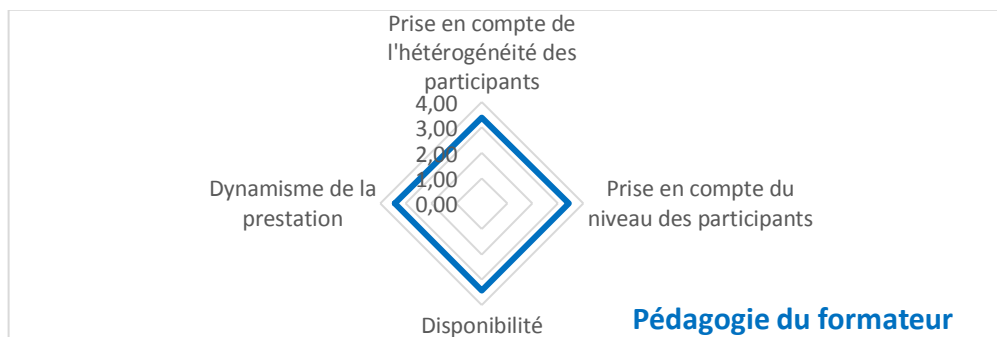 Prise en compte de
l'hétérogénéité des
participants
4,00
3,00
2,00
1,00
0,00
Dynamisme de la
prestation
Prise en compte du
niveau des participants
Disponibilité
Pédagogie du formateur